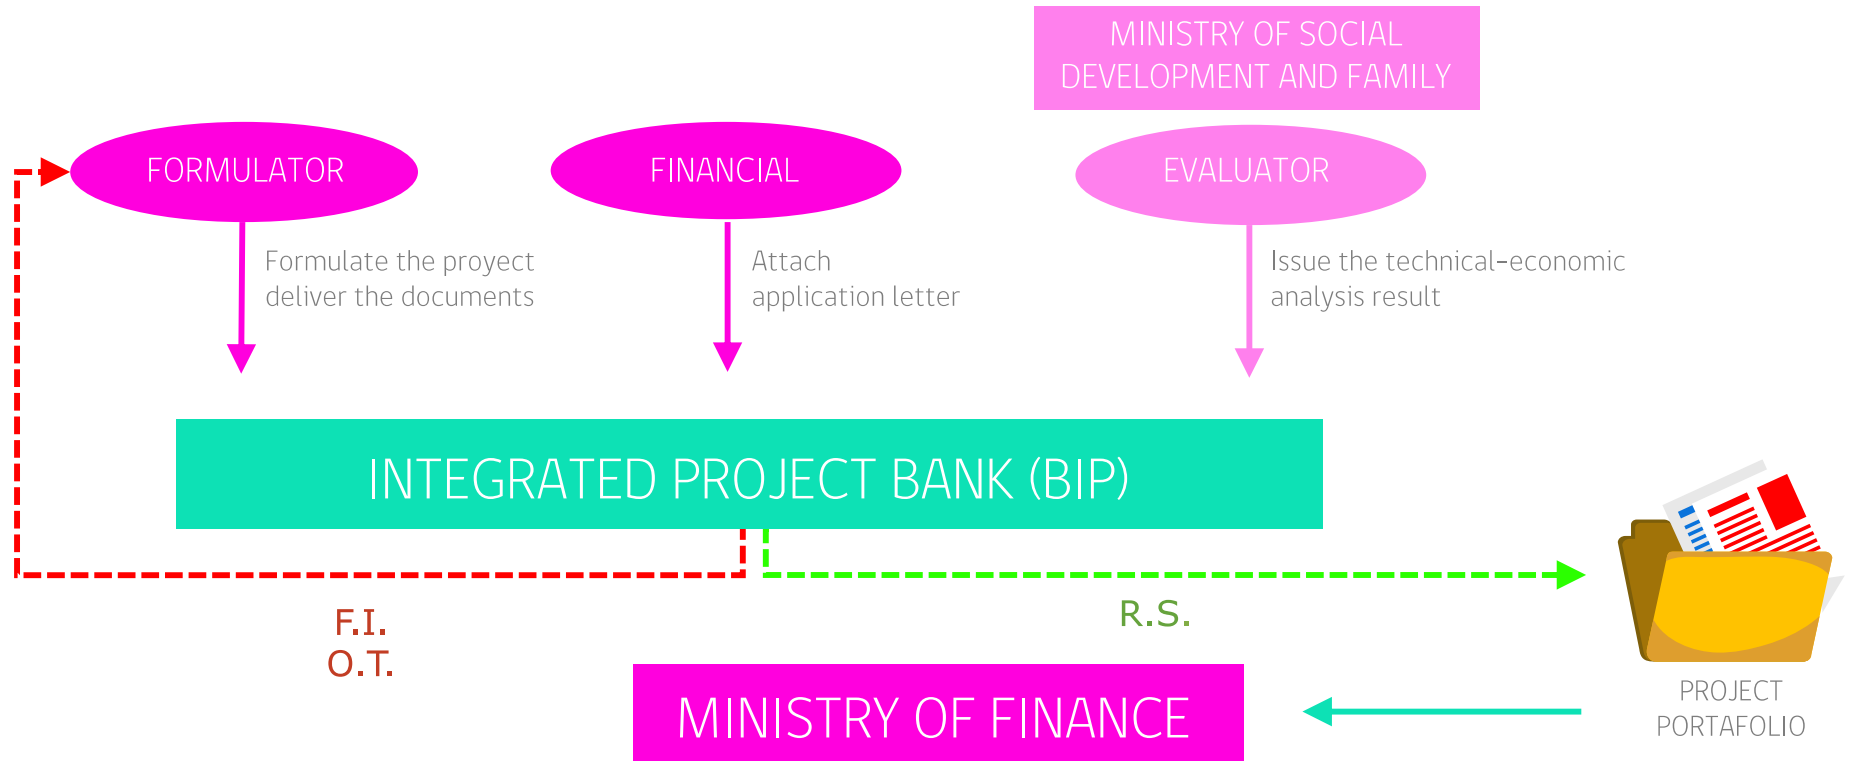 MINISTRY OF SOCIAL
DEVELOPMENT AND FAMILY
FORMULATOR
FINANCIAL
EVALUATOR
Formulate the proyect
deliver the documents
Attach
application letter
Issue the technical-economic
analysis result
INTEGRATED PROJECT BANK (BIP)
F.I.
O.T.
R.S.
MINISTRY OF FINANCE
PROJECT
PORTAFOLIO